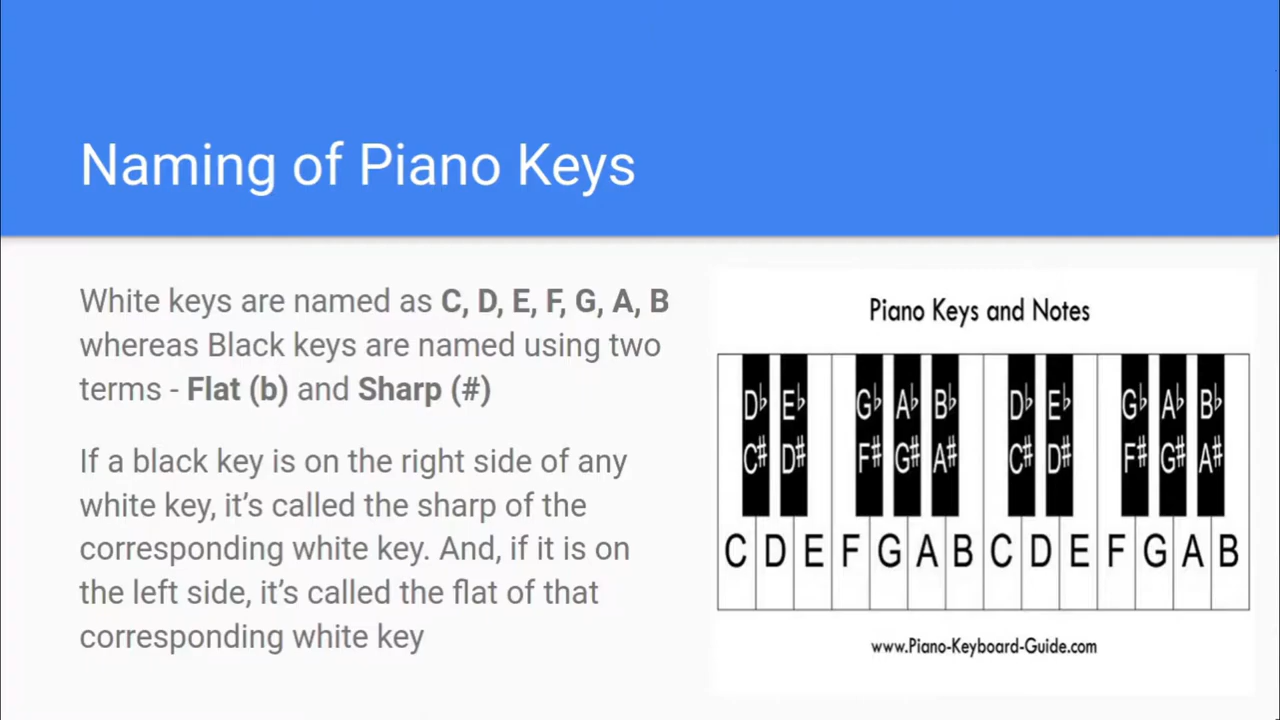 Naming of Piano Keys
White keys are named as C, D, E, F, G, A, B
whereas Black keys are named using two
terms - Flat (b) and Sharp (#)
If a black key is on the right side of any
white key, it’s called the sharp of the
corresponding white key. And, if it is on
the left side, it’s called the flat of that
corresponding white key
Piano Keys and Notes
D♭ E♭ G♭ A♭ B♭ D♭ E♭ G♭ A♭ B♭
C# D# F# G# A# C# D# F# G# A#
C D E F G A B C D E F G A B
www.Piano-Keyboard-Guide.com